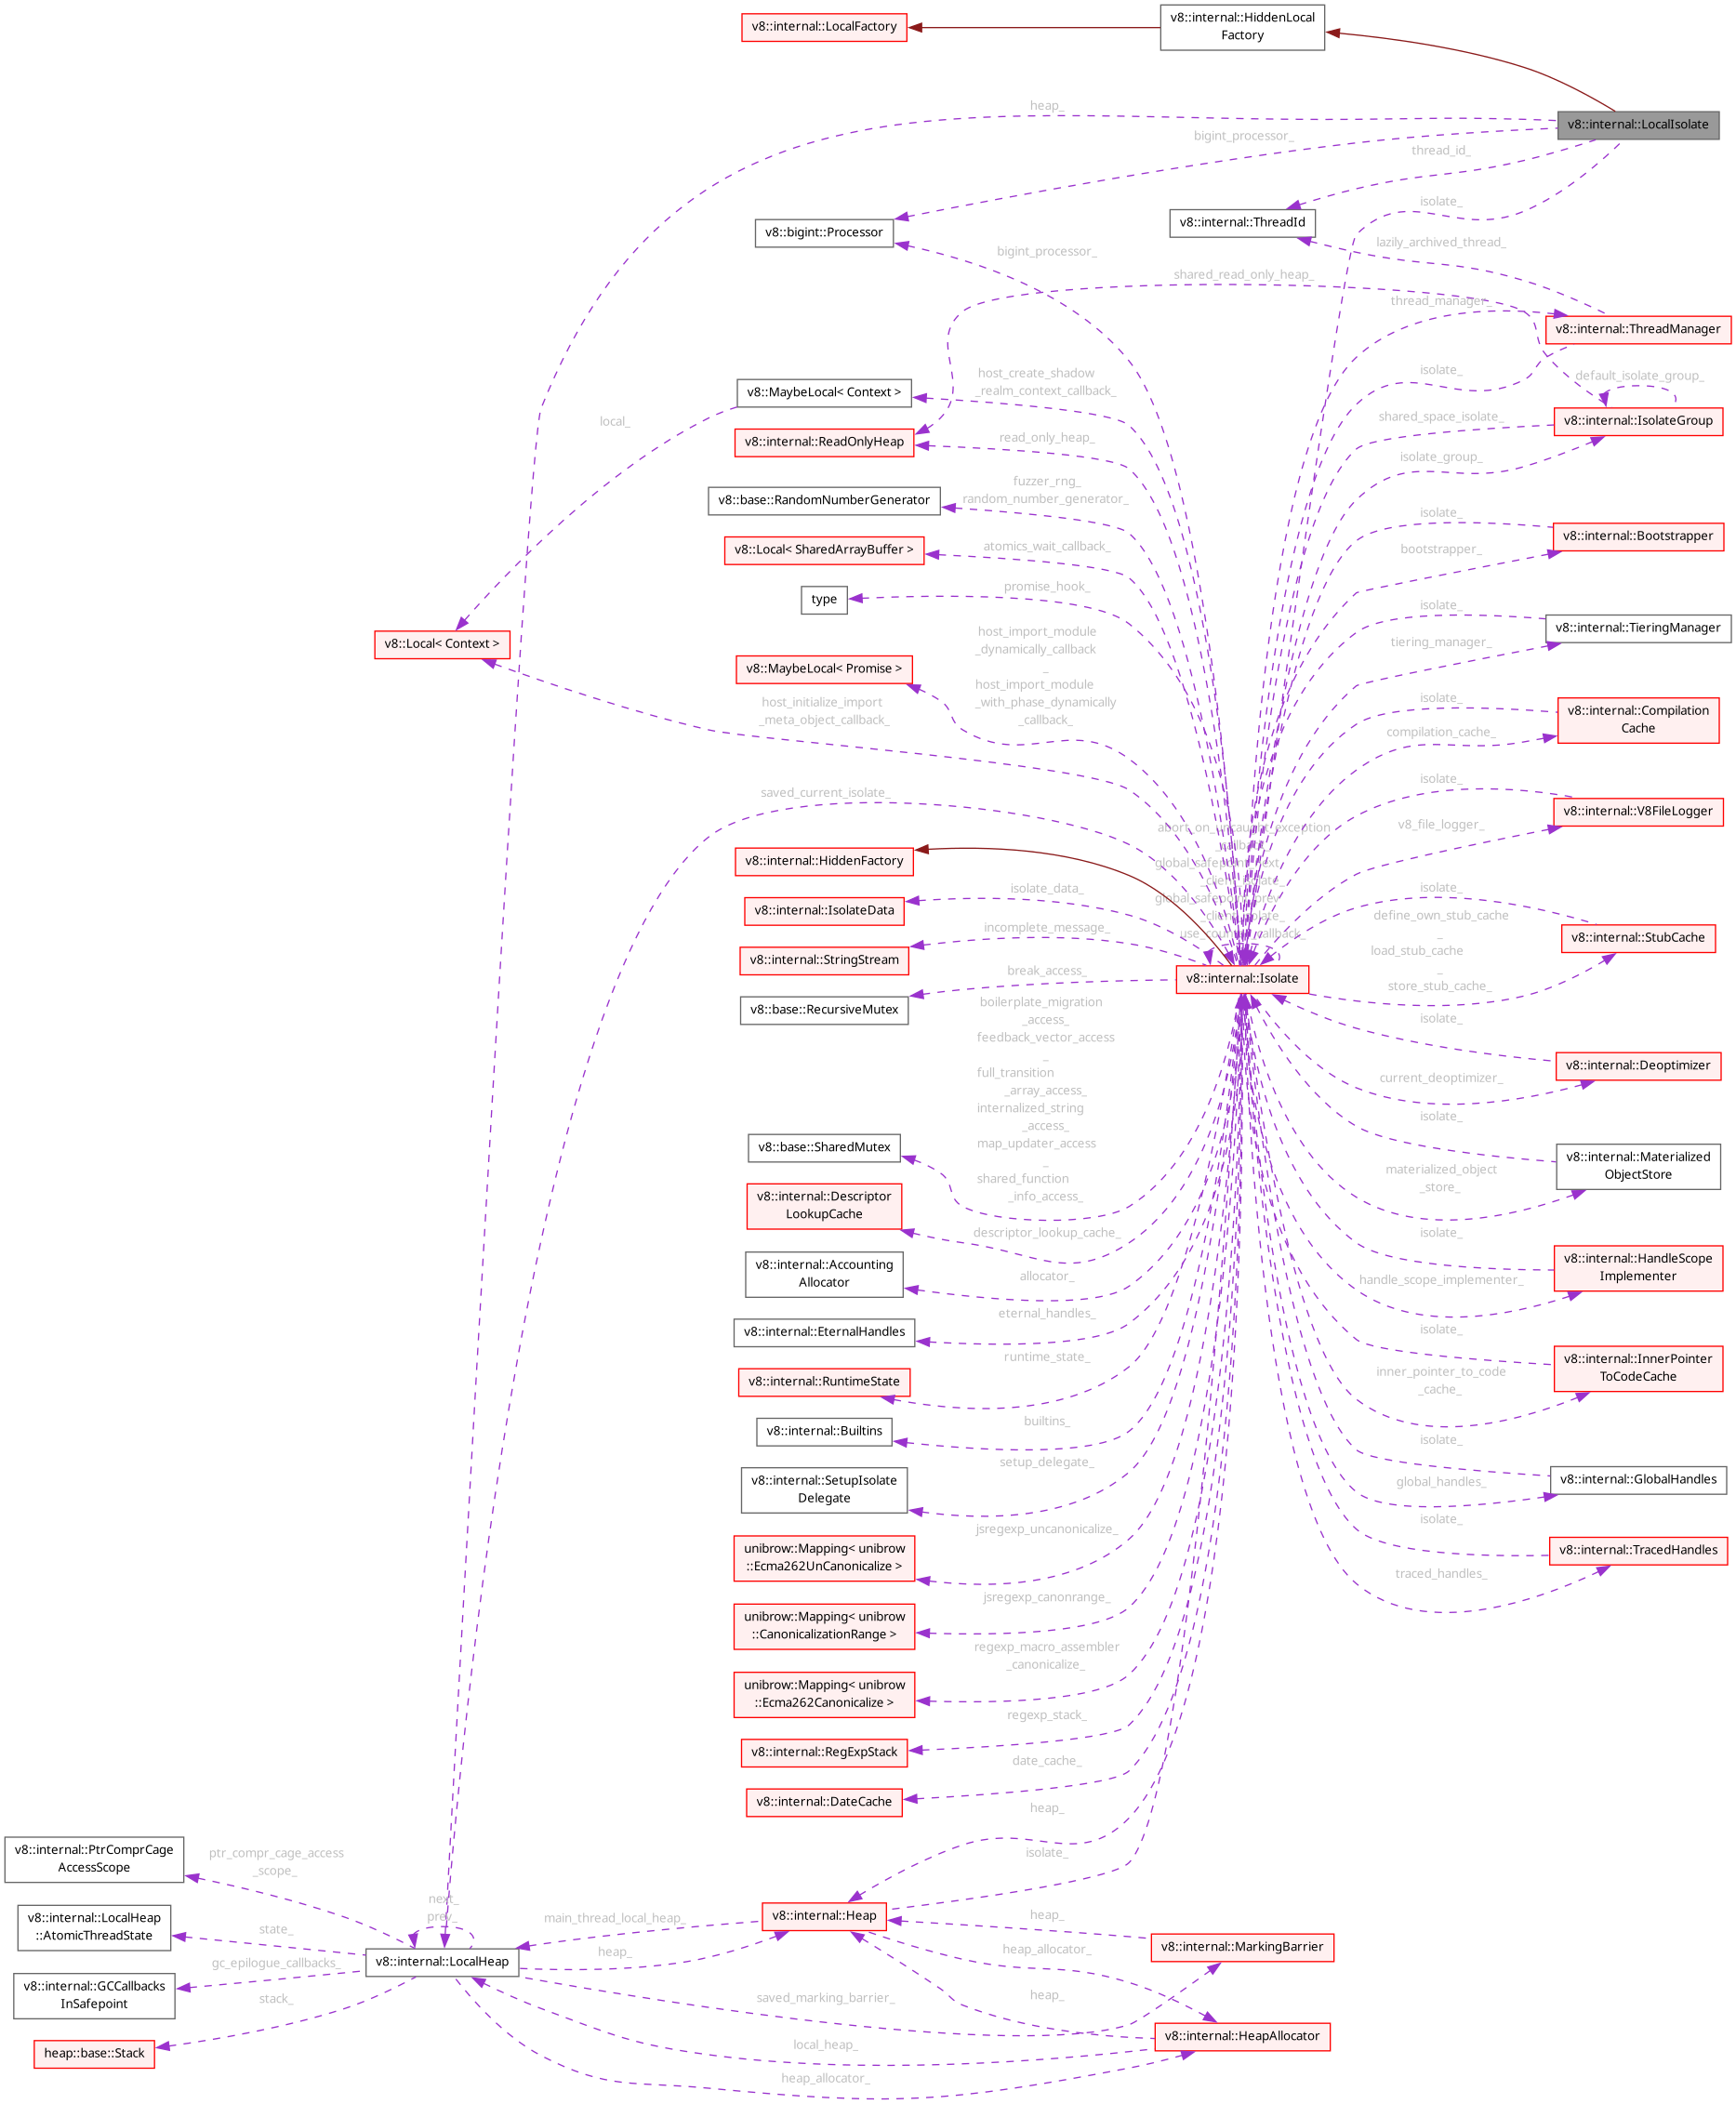 v8::internal::LocalFactory
v8::internal::HiddenLocal
Factory
heap_
v8::internal::LocalIsolate
bigint_processor_
thread_id_
isolate_
v8::bigint::Processor
v8::internal::ThreadId
bigint_processor_
lazily_archived_thread_
shared_read_only_heap_
thread_manager_
v8::internal::ThreadManager
host_create_shadow
_realm_context_callback_
isolate_
default_isolate_group_
v8::MaybeLocal< Context >
local_
shared_space_isolate_
v8::internal::IsolateGroup
v8::internal::ReadOnlyHeap
read_only_heap_
isolate_group_
fuzzer_rng_
random_number_generator_
v8::base::RandomNumberGenerator
isolate_
v8::internal::Bootstrapper
v8::Local< SharedArrayBuffer >
atomics_wait_callback_
bootstrapper_
type
promise_hook_
isolate_
v8::internal::TieringManager
v8::Local< Context >
host_import_module
_dynamically_callback
_
host_import_module
_with_phase_dynamically
_callback_
tiering_manager_
v8::MaybeLocal< Promise >
host_initialize_import
_meta_object_callback_
isolate_
v8::internal::Compilation
Cache
compilation_cache_
saved_current_isolate_
isolate_
v8::internal::V8FileLogger
v8_file_logger_
abort_on_uncaught_exception
_callback_
global_safepoint_next
_client_isolate_
global_safepoint_prev
_client_isolate_
use_counter_callback_
v8::internal::HiddenFactory
isolate_data_
v8::internal::IsolateData
isolate_
define_own_stub_cache
_
load_stub_cache
_
store_stub_cache_
v8::internal::StubCache
incomplete_message_
v8::internal::StringStream
v8::internal::Isolate
break_access_
v8::base::RecursiveMutex
isolate_
v8::internal::Deoptimizer
current_deoptimizer_
boilerplate_migration
_access_
feedback_vector_access
_
full_transition
_array_access_
internalized_string
_access_
map_updater_access
_
shared_function
_info_access_
v8::base::SharedMutex
isolate_
v8::internal::Materialized
ObjectStore
materialized_object
_store_
v8::internal::Descriptor
LookupCache
descriptor_lookup_cache_
isolate_
v8::internal::HandleScope
Implementer
handle_scope_implementer_
v8::internal::Accounting
Allocator
allocator_
v8::internal::EternalHandles
eternal_handles_
isolate_
v8::internal::InnerPointer
ToCodeCache
inner_pointer_to_code
_cache_
v8::internal::RuntimeState
runtime_state_
v8::internal::Builtins
builtins_
isolate_
v8::internal::GlobalHandles
global_handles_
v8::internal::SetupIsolate
Delegate
setup_delegate_
isolate_
v8::internal::TracedHandles
traced_handles_
unibrow::Mapping< unibrow
::Ecma262UnCanonicalize >
jsregexp_uncanonicalize_
unibrow::Mapping< unibrow
::CanonicalizationRange >
jsregexp_canonrange_
unibrow::Mapping< unibrow
::Ecma262Canonicalize >
regexp_macro_assembler
_canonicalize_
v8::internal::RegExpStack
regexp_stack_
v8::internal::DateCache
date_cache_
heap_
isolate_
v8::internal::PtrComprCage
AccessScope
ptr_compr_cage_access
_scope_
next_
prev_
v8::internal::LocalHeap
::AtomicThreadState
state_
v8::internal::LocalHeap
main_thread_local_heap_
heap_
v8::internal::Heap
heap_
v8::internal::MarkingBarrier
heap_allocator_
gc_epilogue_callbacks_
v8::internal::GCCallbacks
InSafepoint
stack_
heap::base::Stack
saved_marking_barrier_
heap_
v8::internal::HeapAllocator
local_heap_
heap_allocator_